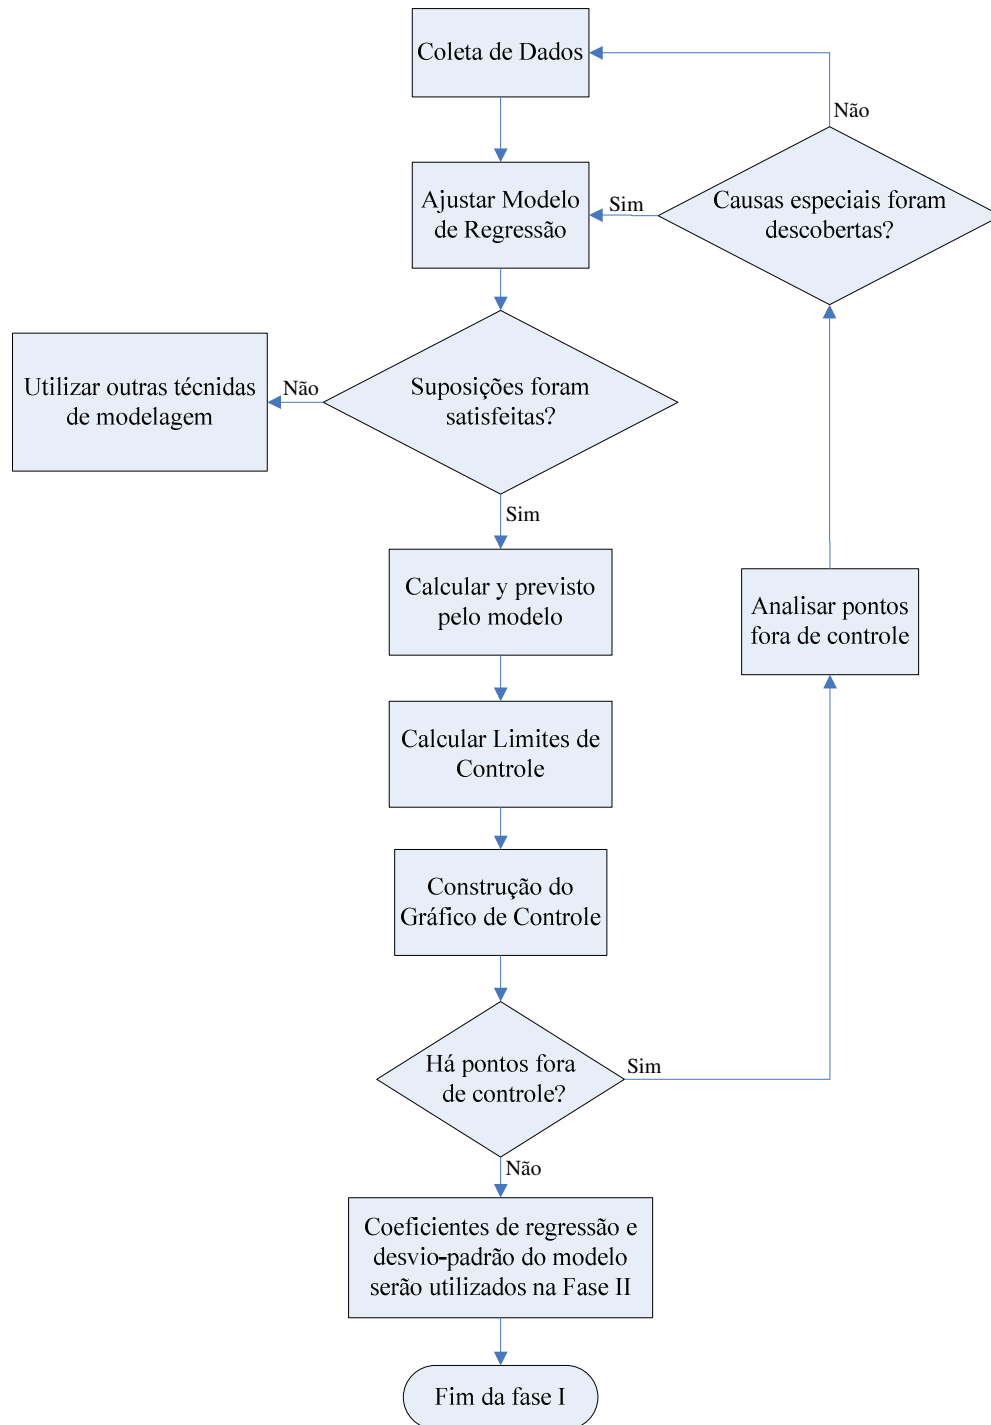 Coleta de Dados
Não
Causas especiais foram
descobertas?
Sim
Ajustar Modelo
de Regressão
Suposições foram
satisfeitas?
Não
Utilizar outras técnidas
de modelagem
Sim
Calcular y previsto
pelo modelo
Analisar pontos
fora de controle
Calcular Limites de
Controle
Construção do
Gráfico de Controle
Há pontos fora
de controle?
Sim
Não
Coeficientes de regressão e
desvio-padrão do modelo
serão utilizados na Fase II
Fim da fase I